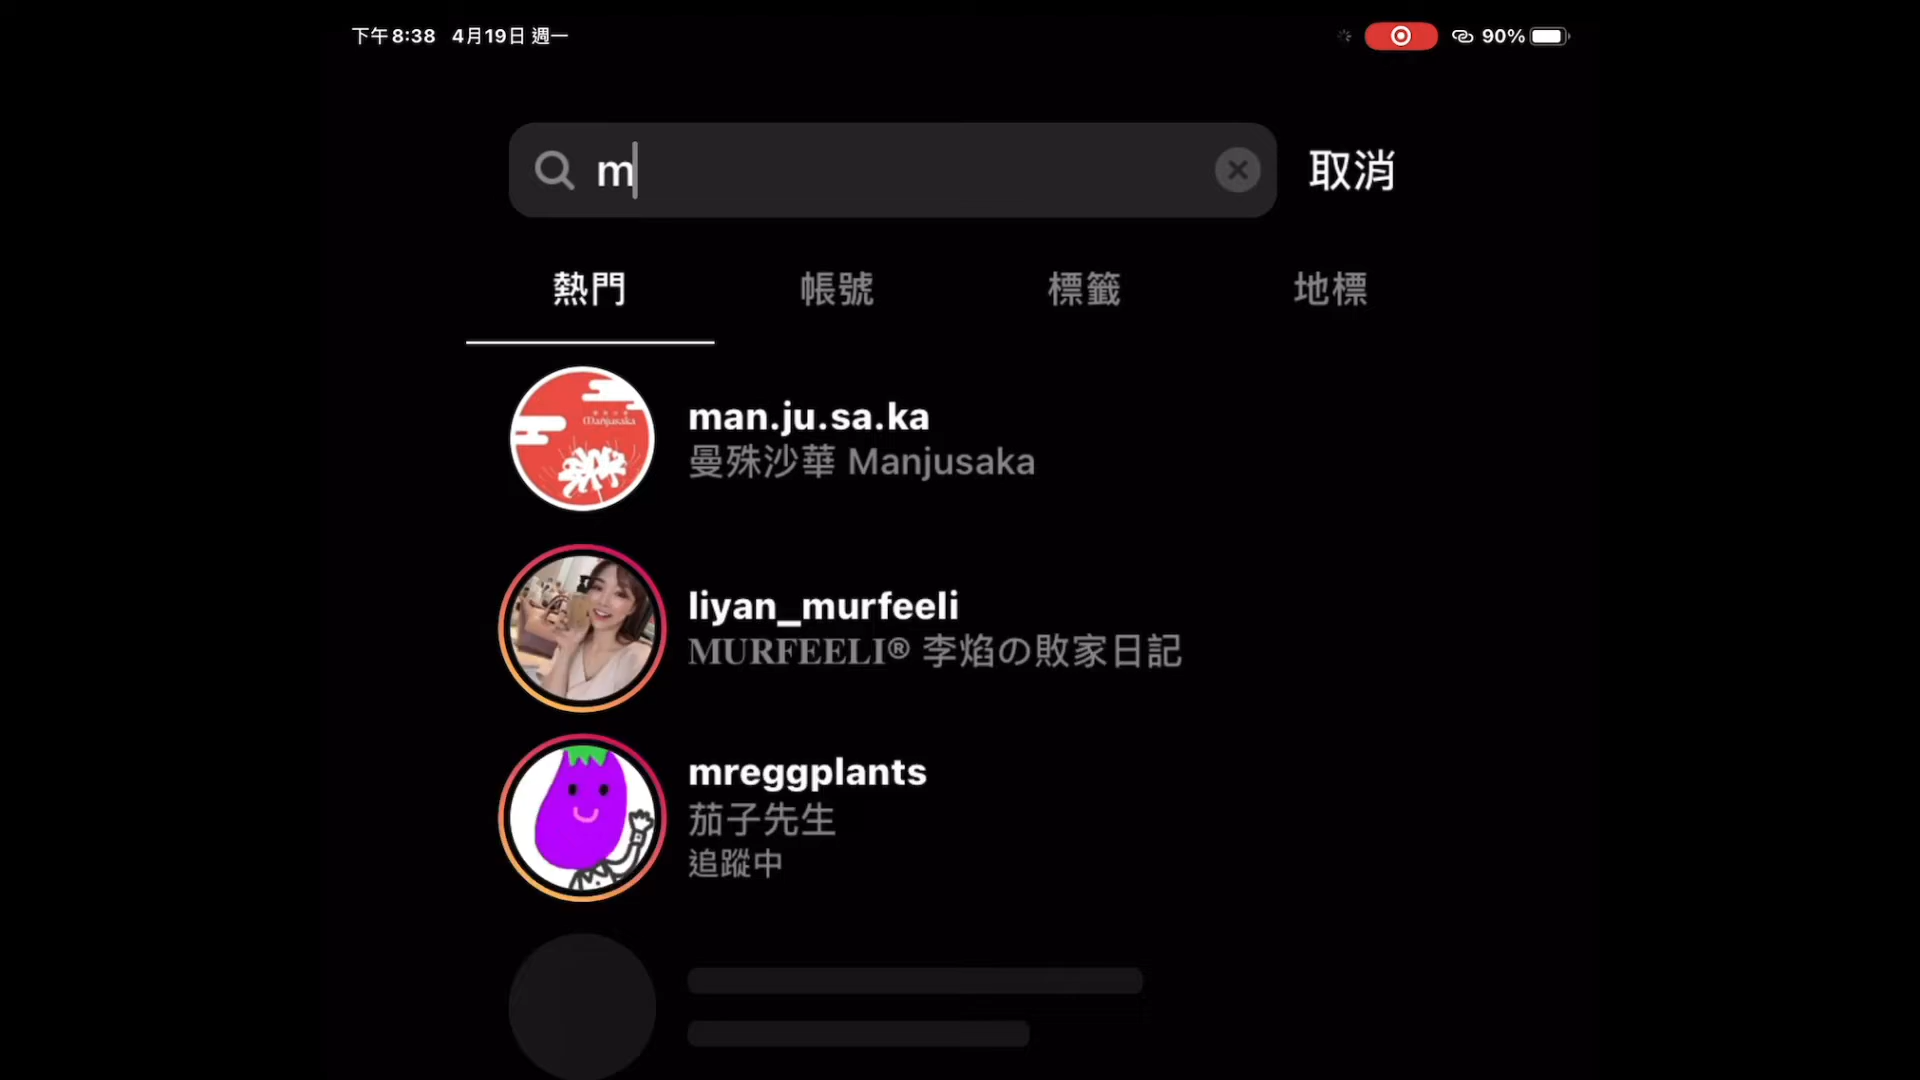 下午8:38 4月19日 週一
90%
m
取消
熱門
帳號
標籤
地標
Manjusaka
man.ju.sa.ka
曼殊沙華 Manjusaka
liyan_murfeeli
MURFEELI® 李焰の敗家日記
mreggplants
茄子先生
追蹤中